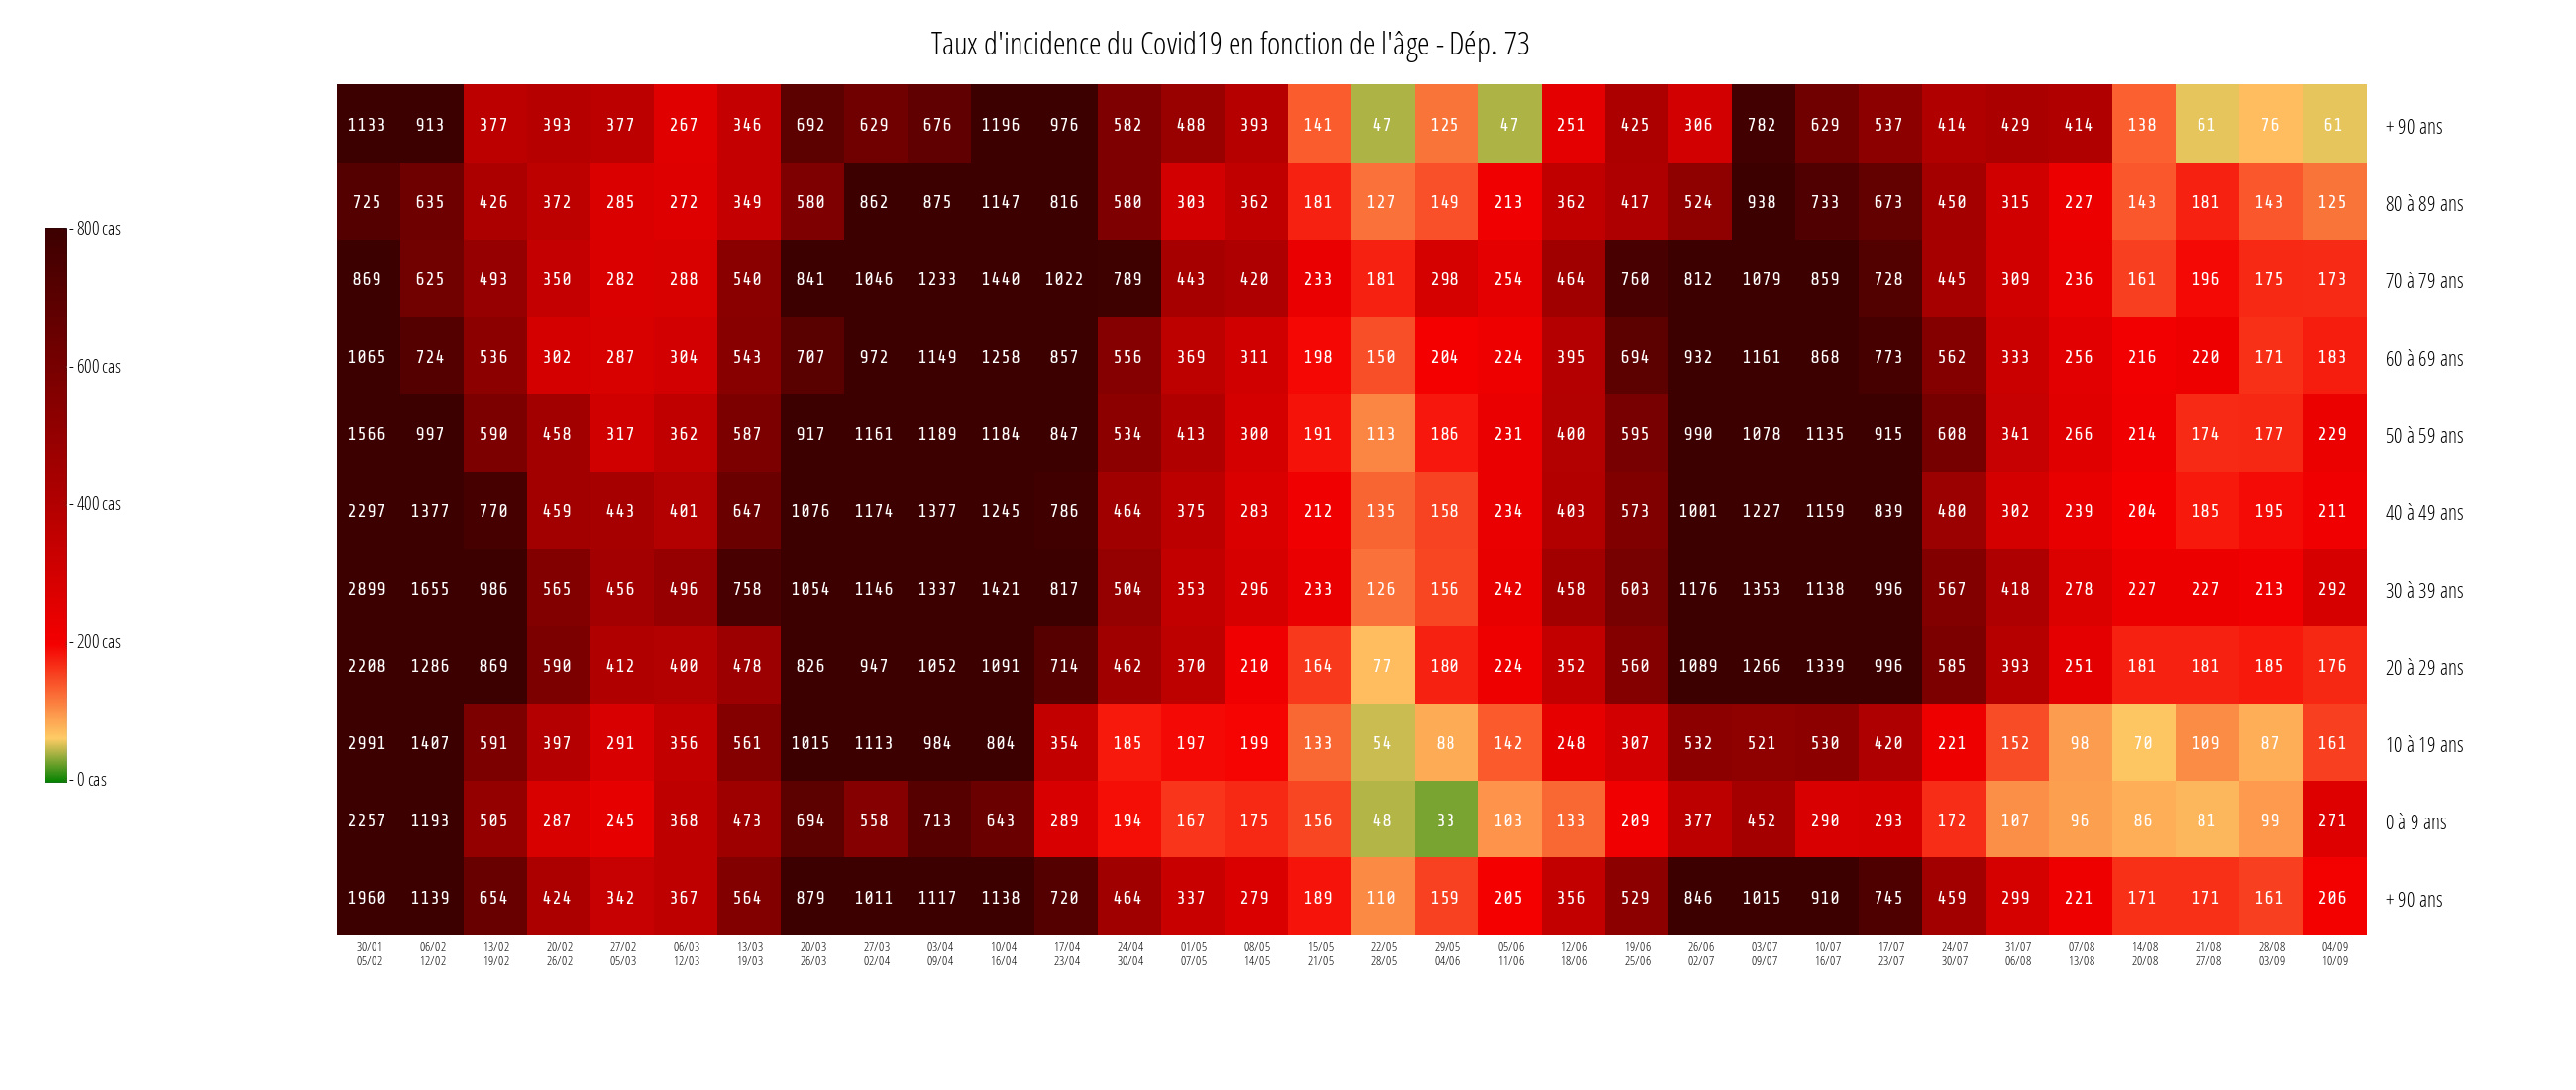 Taux d'incidence du Covid19 en fonction de l'âge - Dép. 73
- 800 cas
- 600 cas
- 400 cas
- 200 cas
- 0 cas
1133 913 377 393 377 267 346 692 629 676 1196 976 582 488 393 141 47 125 47 251 425 306 782 629 537 414 429 414 138 61 76 61 + 90 ans
725 635 426 372 285 272 349 580 862 875 1147 816 580 303 362 181 127 149 213 362 417 524 938 733 673 450 315 227 143 181 143 125 80 à 89 ans
869 625 493 350 282 288 540 841 1046 1233 1440 1022 789 443 420 233 181 298 254 464 760 812 1079 859 728 445 309 236 161 196 175 173 70 à 79 ans
1065 724 536 302 287 304 543 707 972 1149 1258 857 556 369 311 198 150 204 224 395 694 932 1161 868 773 562 333 256 216 220 171 183 60 à 69 ans
1566 997 590 458 317 362 587 917 1161 1189 1184 847 534 413 300 191 113 186 231 400 595 990 1078 1135 915 608 341 266 214 174 177 229 50 à 59 ans
2297 1377 770 459 443 401 647 1076 1174 1377 1245 786 464 375 283 212 135 158 234 403 573 1001 1227 1159 839 480 302 239 204 185 195 211 40 à 49 ans
2899 1655 986 565 456 496 758 1054 1146 1337 1421 817 504 353 296 233 126 156 242 458 603 1176 1353 1138 996 567 418 278 227 227 213 292 30 à 39 ans
2208 1286 869 590 412 400 478 826 947 1052 1091 714 462 370 210 164 77 180 224 352 560 1089 1266 1339 996 585 393 251 181 181 185 176 20 à 29 ans
2991 1407 591 397 291 356 561 1015 1113 984 804 354 185 197 199 133 54 88 142 248 307 532 521 530 420 221 152 98 70 109 87 161 10 à 19 ans
2257 1193 505 287 245 368 473 694 558 713 643 289 194 167 175 156 48 33 103 133 209 377 452 290 293 172 107 96 86 81 99 271 0 à 9 ans
1960 1139 654 424 342 367 564 879 1011 1117 1138 720 464 337 279 189 110 159 205 356 529 846 1015 910 745 459 299 221 171 171 161 206 + 90 ans
30/01 06/02 13/02 20/02 27/02 06/03 13/03 20/03 27/03 03/04 10/04 17/04 24/04 01/05 08/05 15/05 22/05 29/05 05/06 12/06 19/06 26/06 03/07 10/07 17/07 24/07 31/07 07/08 14/08 21/08 28/08 04/09
05/02 12/02 19/02 26/02 05/03 12/03 19/03 26/03 02/04 09/04 16/04 23/04 30/04 07/05 14/05 21/05 28/05 04/06 11/06 18/06 25/06 02/07 09/07 16/07 23/07 30/07 06/08 13/08 20/08 27/08 03/09 10/09